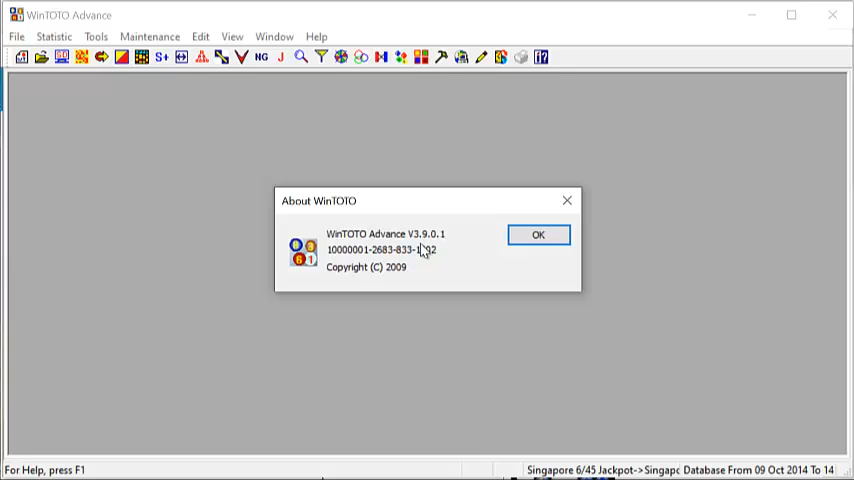 WinTOTO Advance
File Statistic Tools Maintenance Edit View Window Help
S+ NG J
About WinTOTO
WinTOTO Advance V3.9.0.1
OK
Copyright (C) 2009
For Help, press F1
Singapore 6/45 Jackpot->Singapc Database From 09 Oct 2014 To 14